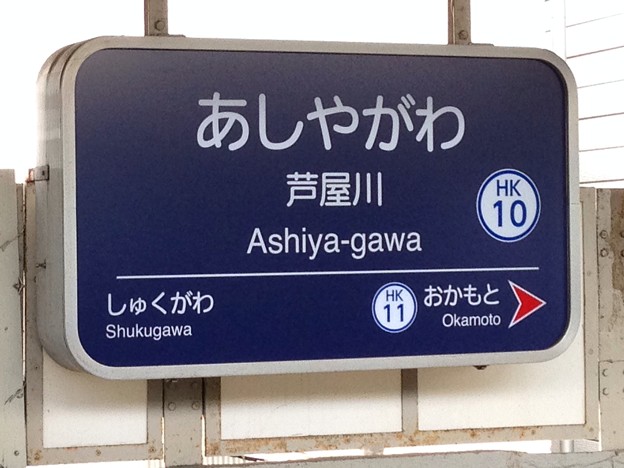 あしやがわ
芦屋川
HK
10
Ashiya-gawa
しゅくがわ
Shukugawa
HK
11
おかもと
Okamoto